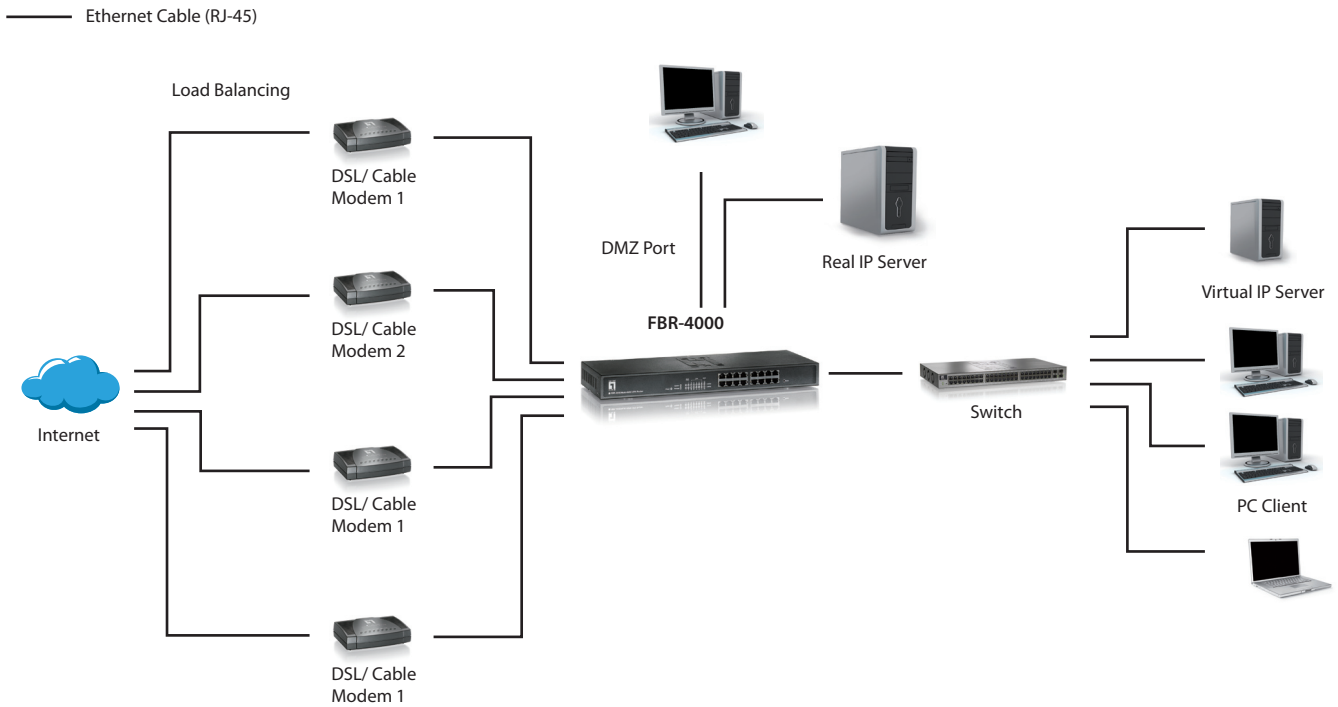 Ethernet Cable (RJ-45)
Load Balancing
DSL/ Cable
Modem 1
DMZ Port
Real IP Server
Virtual IP Server
DSL/ Cable
Modem 2
FBR-4000
Internet
Switch
DSL/ Cable
Modem 1
PC Client
DSL/ Cable
Modem 1